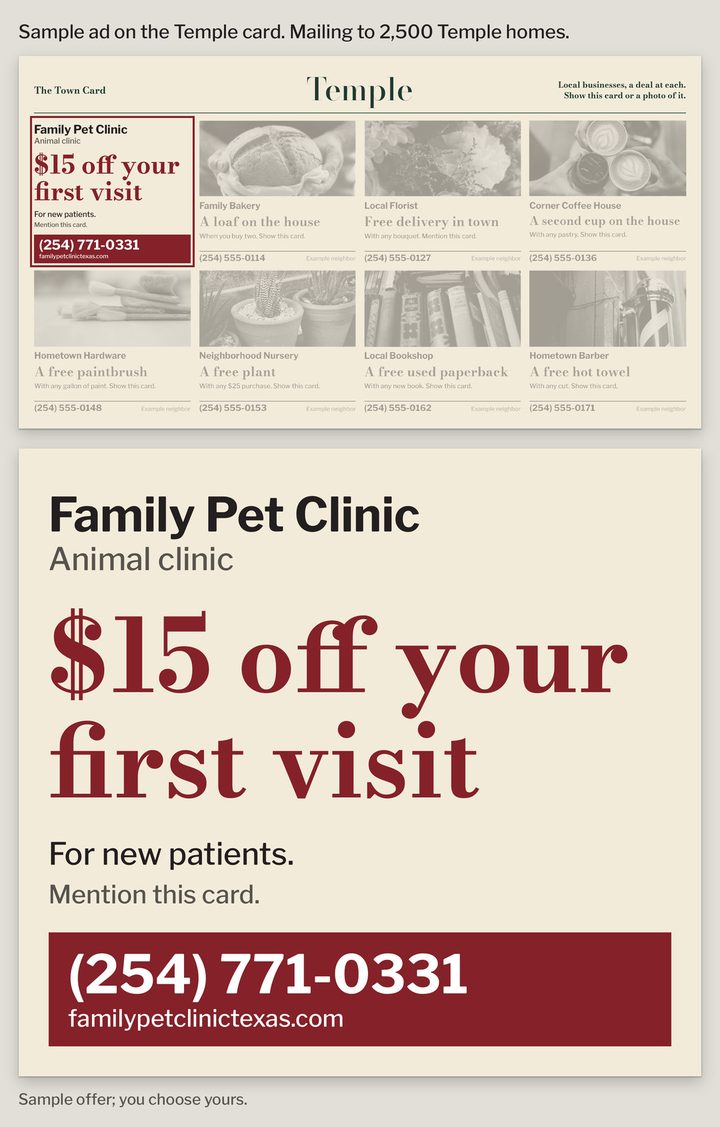 Sample ad on the Temple card. Mailing to 2,500 Temple homes.
The Town Card
Temple
Local businesses, a deal at each.
Show this card or a photo of it.
Family Pet Clinic
Animal clinic
$15 off your
first visit
For new patients.
Mention this card.
(254) 771-0331
familypetclinictexas.com
Family Bakery
A loaf on the house
When you buy two. Show this card.
(254) 555-0114
Example neighbor
Local Florist
Free delivery in town
With any bouquet. Mention this card.
(254) 555-0127
Example neighbor
Corner Coffee House
A second cup on the house
With any pastry. Show this card.
(254) 555-0136
Example neighbor
Hometown Hardware
A free paintbrush
With any gallon of paint. Show this card.
(254) 555-0148
Example neighbor
Neighborhood Nursery
A free plant
With any $25 purchase. Show this card.
(254) 555-0153
Example neighbor
Local Bookshop
A free used paperback
With any new book. Show this card.
(254) 555-0162
Example neighbor
Hometown Barber
A free hot towel
With any cut. Show this card.
(254) 555-0171
Example neighbor
Family Pet Clinic
Animal clinic
$15 off your
first visit
For new patients.
Mention this card.
(254) 771-0331
familypetclinictexas.com
Sample offer; you choose yours.